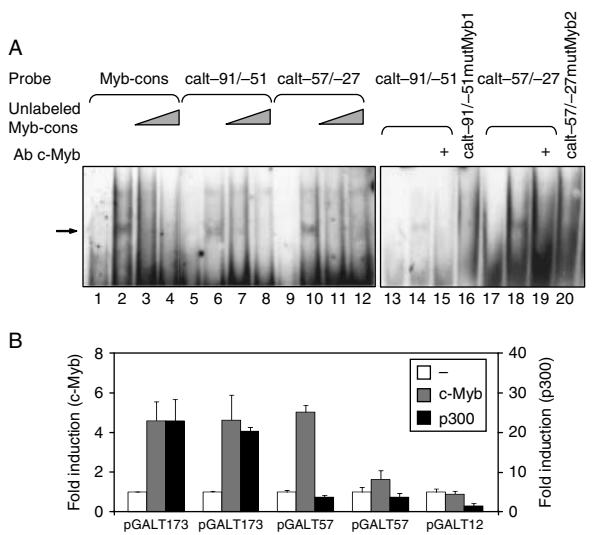 A
Probe Myb-cons calt–91/–51 calt–57/–27 calt–91/–51 calt–91/–51mutMyb1 calt–57/–27 calt–57/–27mutMyb2
Unlabeled
Myb-cons
Ab c-Myb + +
1 2 3 4 5 6 7 8 9 10 11 12 13 14 15 16 17 18 19 20
B
Fold induction (c-Myb)
8
6
4
2
0
–
c-Myb
p300
40
30
20
10
0
Fold induction (p300)
pGALT173 pGALT173 pGALT57 pGALT57 pGALT12